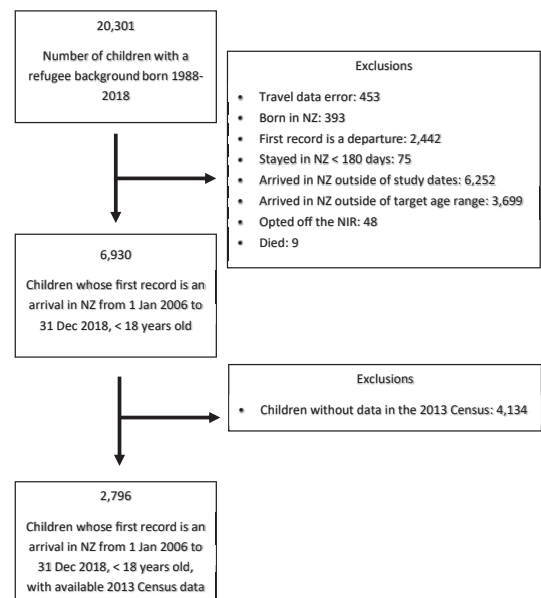 20,301
Number of children with a
refugee background born 1988-
2018
Exclusions
• Travel data error: 453
• Born in NZ: 393
• First record is a departure: 2,442
• Stayed in NZ < 180 days: 75
• Arrived in NZ outside of study dates: 6,252
• Arrived in NZ outside of target age range: 3,699
• Opted off the NIR: 48
• Died: 9
6,930
Children whose first record is an
arrival in NZ from 1 Jan 2006 to
31 Dec 2018, < 18 years old
Exclusions
• Children without data in the 2013 Census: 4,134
2,796
Children whose first record is an
arrival in NZ from 1 Jan 2006 to
31 Dec 2018, < 18 years old,
with available 2013 Census data